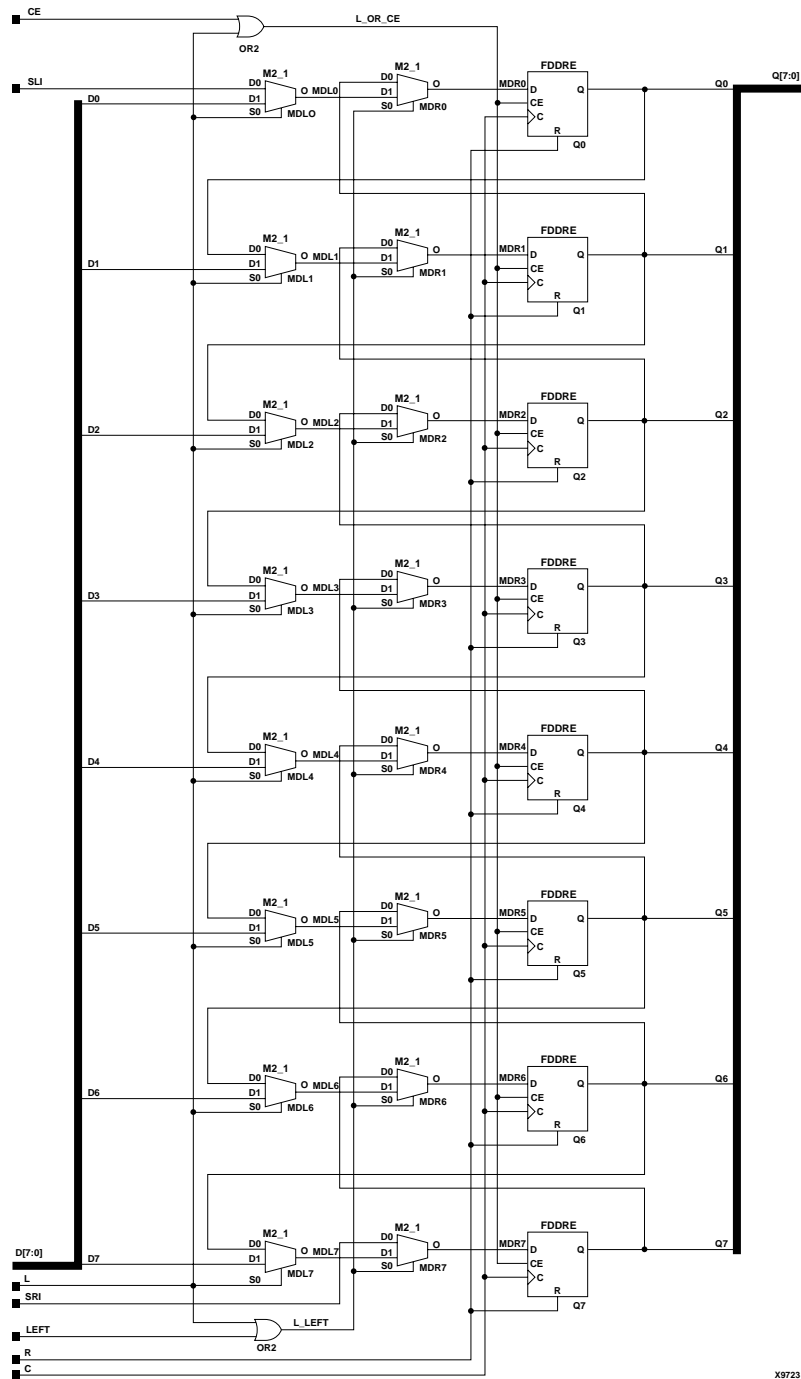 CE
L_OR_CE
OR2
FDDRE
Q[7:0]
SLI
M2_1
M2_1
D0
D0
D0
O MDL0
D1
D1
O
MDR0
D
Q
Q0
CE
S0
MDLO
S0
MDR0
C
R
Q0
FDDRE
M2_1
M2_1
D0
D0
D1
D1
O MDL1
D1
O
MDR1
D
Q
Q1
CE
S0
MDL1
S0
MDR1
C
R
Q1
FDDRE
M2_1
M2_1
D0
D0
D2
D1
O MDL2
D1
O
MDR2
D
Q
Q2
CE
S0
MDL2
S0
MDR2
C
R
Q2
FDDRE
M2_1
M2_1
D0
D0
D3
D1
O MDL3
D1
O
MDR3
D
Q
Q3
CE
S0
MDL3
S0
MDR3
C
R
Q3
FDDRE
M2_1
M2_1
D0
D0
D4
D1
O MDL4
D1
O
MDR4
D
Q
Q4
CE
S0
MDL4
S0
MDR4
C
R
Q4
FDDRE
M2_1
M2_1
D0
D0
D5
D1
O MDL5
D1
O
MDR5
D
Q
Q5
CE
S0
MDL5
S0
MDR5
C
R
Q5
FDDRE
M2_1
M2_1
D0
D0
D6
D1
O MDL6
D1
O
MDR6
D
Q
Q6
CE
S0
MDL6
S0
MDR6
C
R
Q6
FDDRE
M2_1
M2_1
D0
D0
D[7:0]
D7
D1
O MDL7
D1
O
MDR7
D
Q
Q7
CE
L
S0
MDL7
S0
MDR7
C
SRI
R
Q7
LEFT
L_LEFT
OR2
R
C
X9723